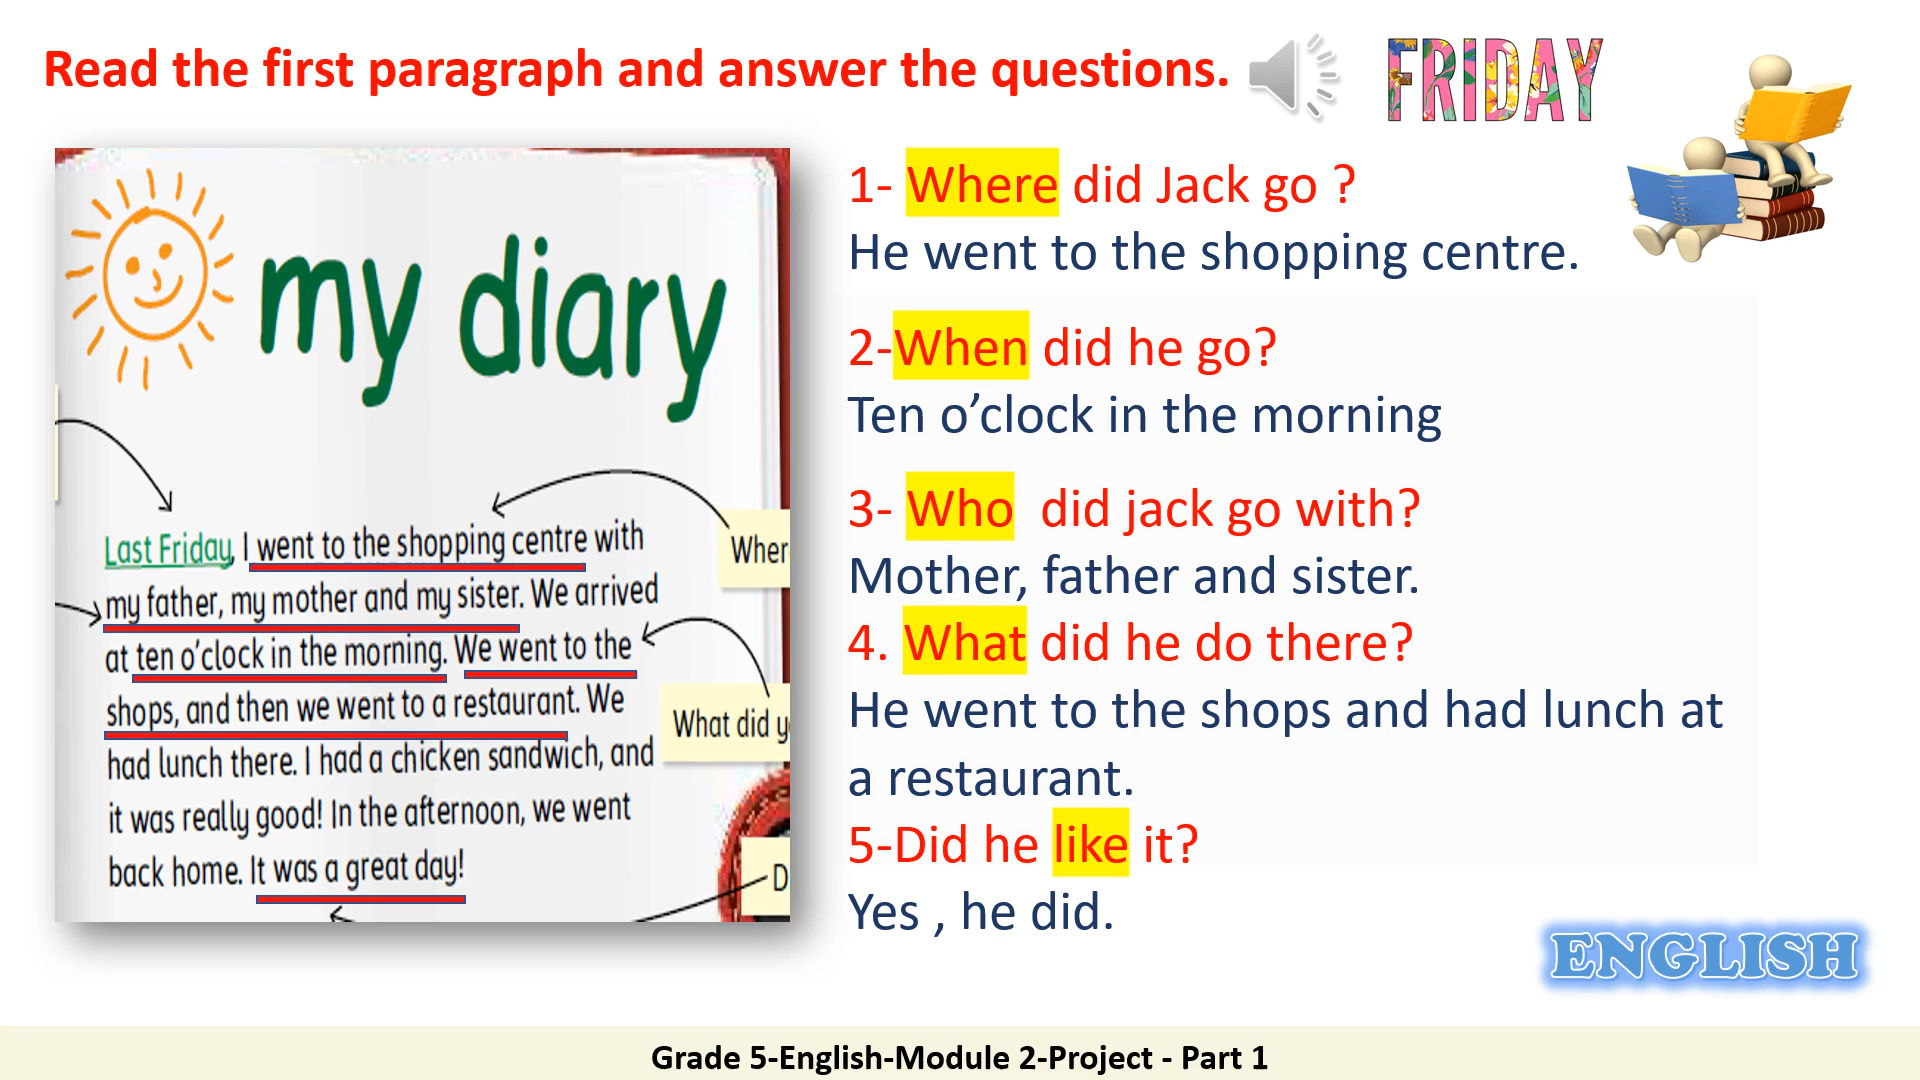 Read the first paragraph and answer the questions.
FRIDAY
my diary
Last Friday, I went to the shopping centre with
my father, my mother and my sister. We arrived
at ten o'clock in the morning. We went to the
shops, and then we went to a restaurant. We
had lunch there. I had a chicken sandwich, and
it was really good! In the afternoon, we went
back home. It was a great day!
Wher
What did y
D
1- Where did Jack go ?
He went to the shopping centre.
2-When did he go?
Ten o’clock in the morning
3- Who did jack go with?
Mother, father and sister.
4. What did he do there?
He went to the shops and had lunch at
a restaurant.
5-Did he like it?
Yes , he did.
ENGLISH
Grade 5-English-Module 2-Project - Part 1